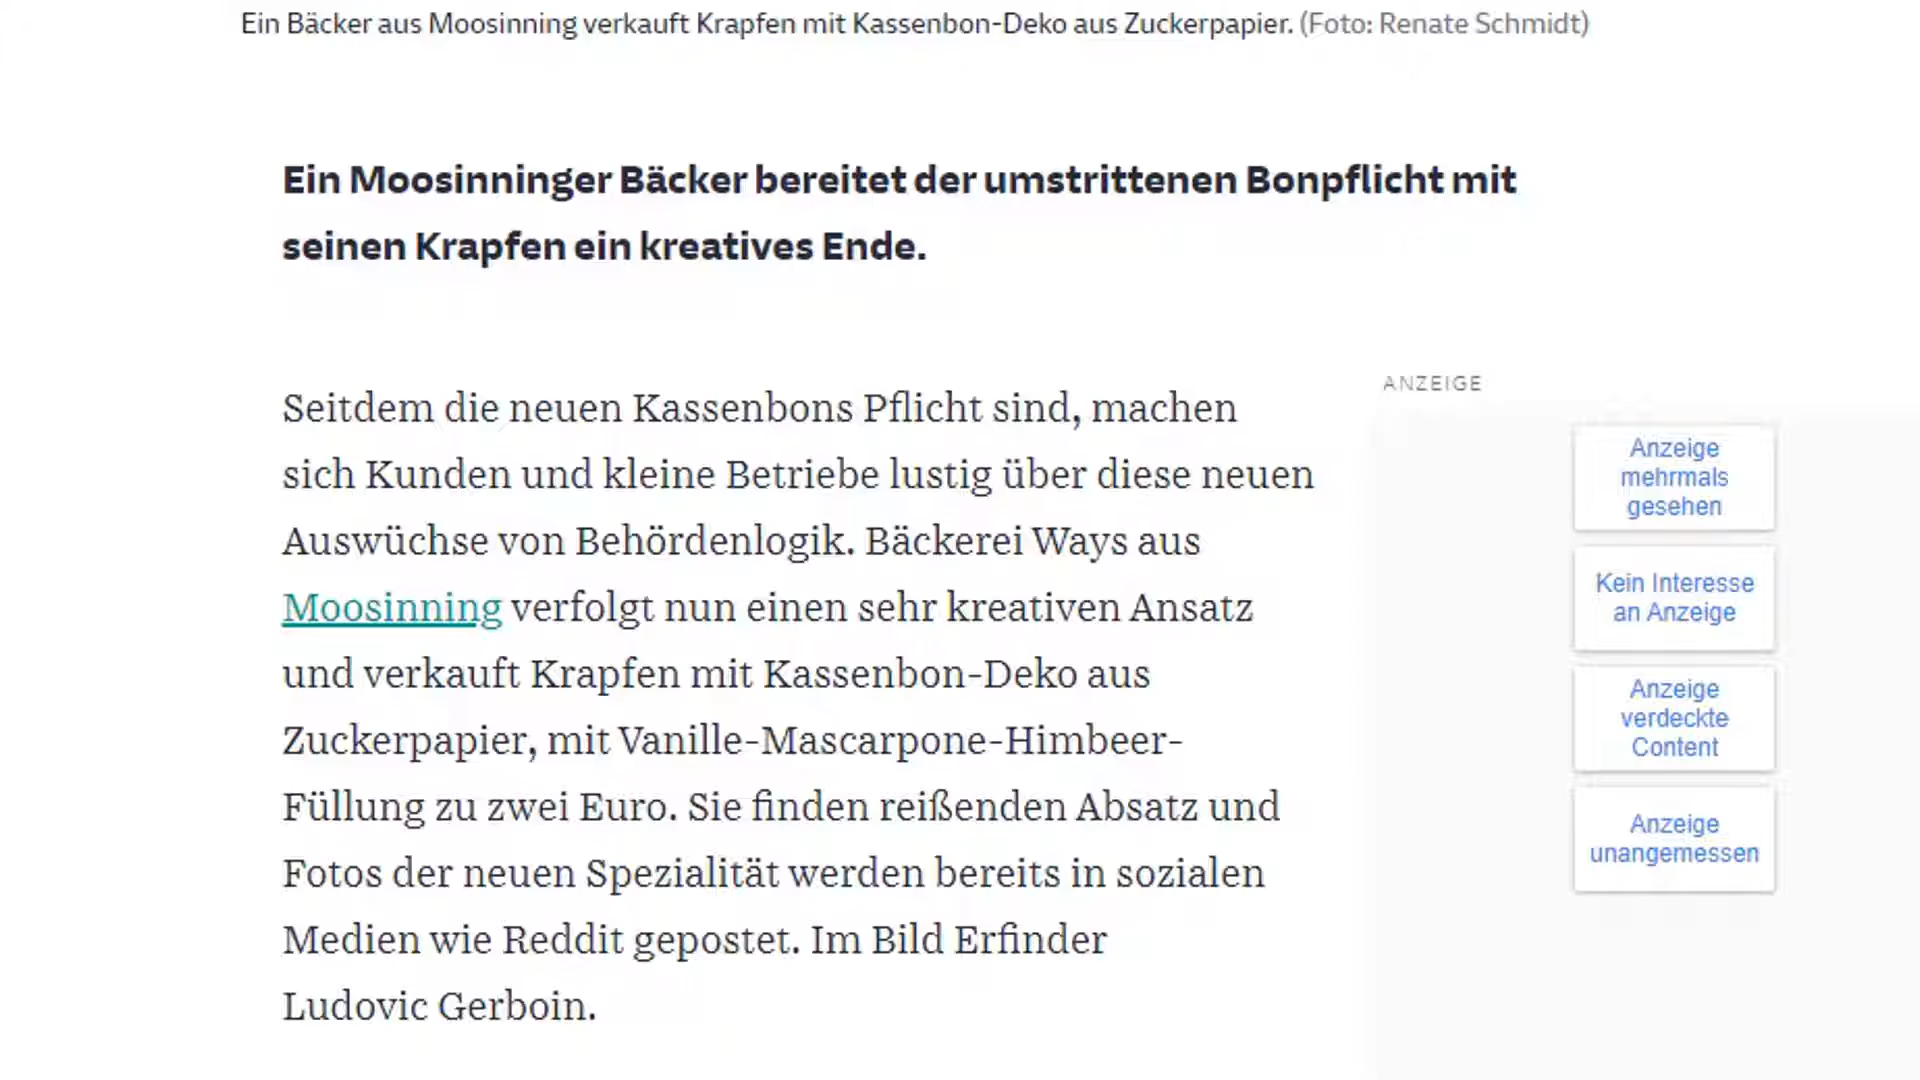 Ein Bäcker aus Moosinning verkauft Krapfen mit Kassenbon-Deko aus Zuckerpapier. (Foto: Renate Schmidt)
Ein Moosinninger Bäcker bereitet der umstrittenen Bonpflicht mit
seinen Krapfen ein kreatives Ende.
Seitdem die neuen Kassenbons Pflicht sind, machen
sich Kunden und kleine Betriebe lustig über diese neuen
Auswüchse von Behördenlogik. Bäckerei Ways aus
Moosinning verfolgt nun einen sehr kreativen Ansatz
und verkauft Krapfen mit Kassenbon-Deko aus
Zuckerpapier, mit Vanille-Mascarpone-Himbeer-
Füllung zu zwei Euro. Sie finden reißenden Absatz und
Fotos der neuen Spezialität werden bereits in sozialen
Medien wie Reddit gepostet. Im Bild Erfinder
Ludovic Gerboin.
ANZEIGE
Anzeige
mehrmals
gesehen
Kein Interesse
an Anzeige
Anzeige
verdeckte
Content
Anzeige
unangemessen